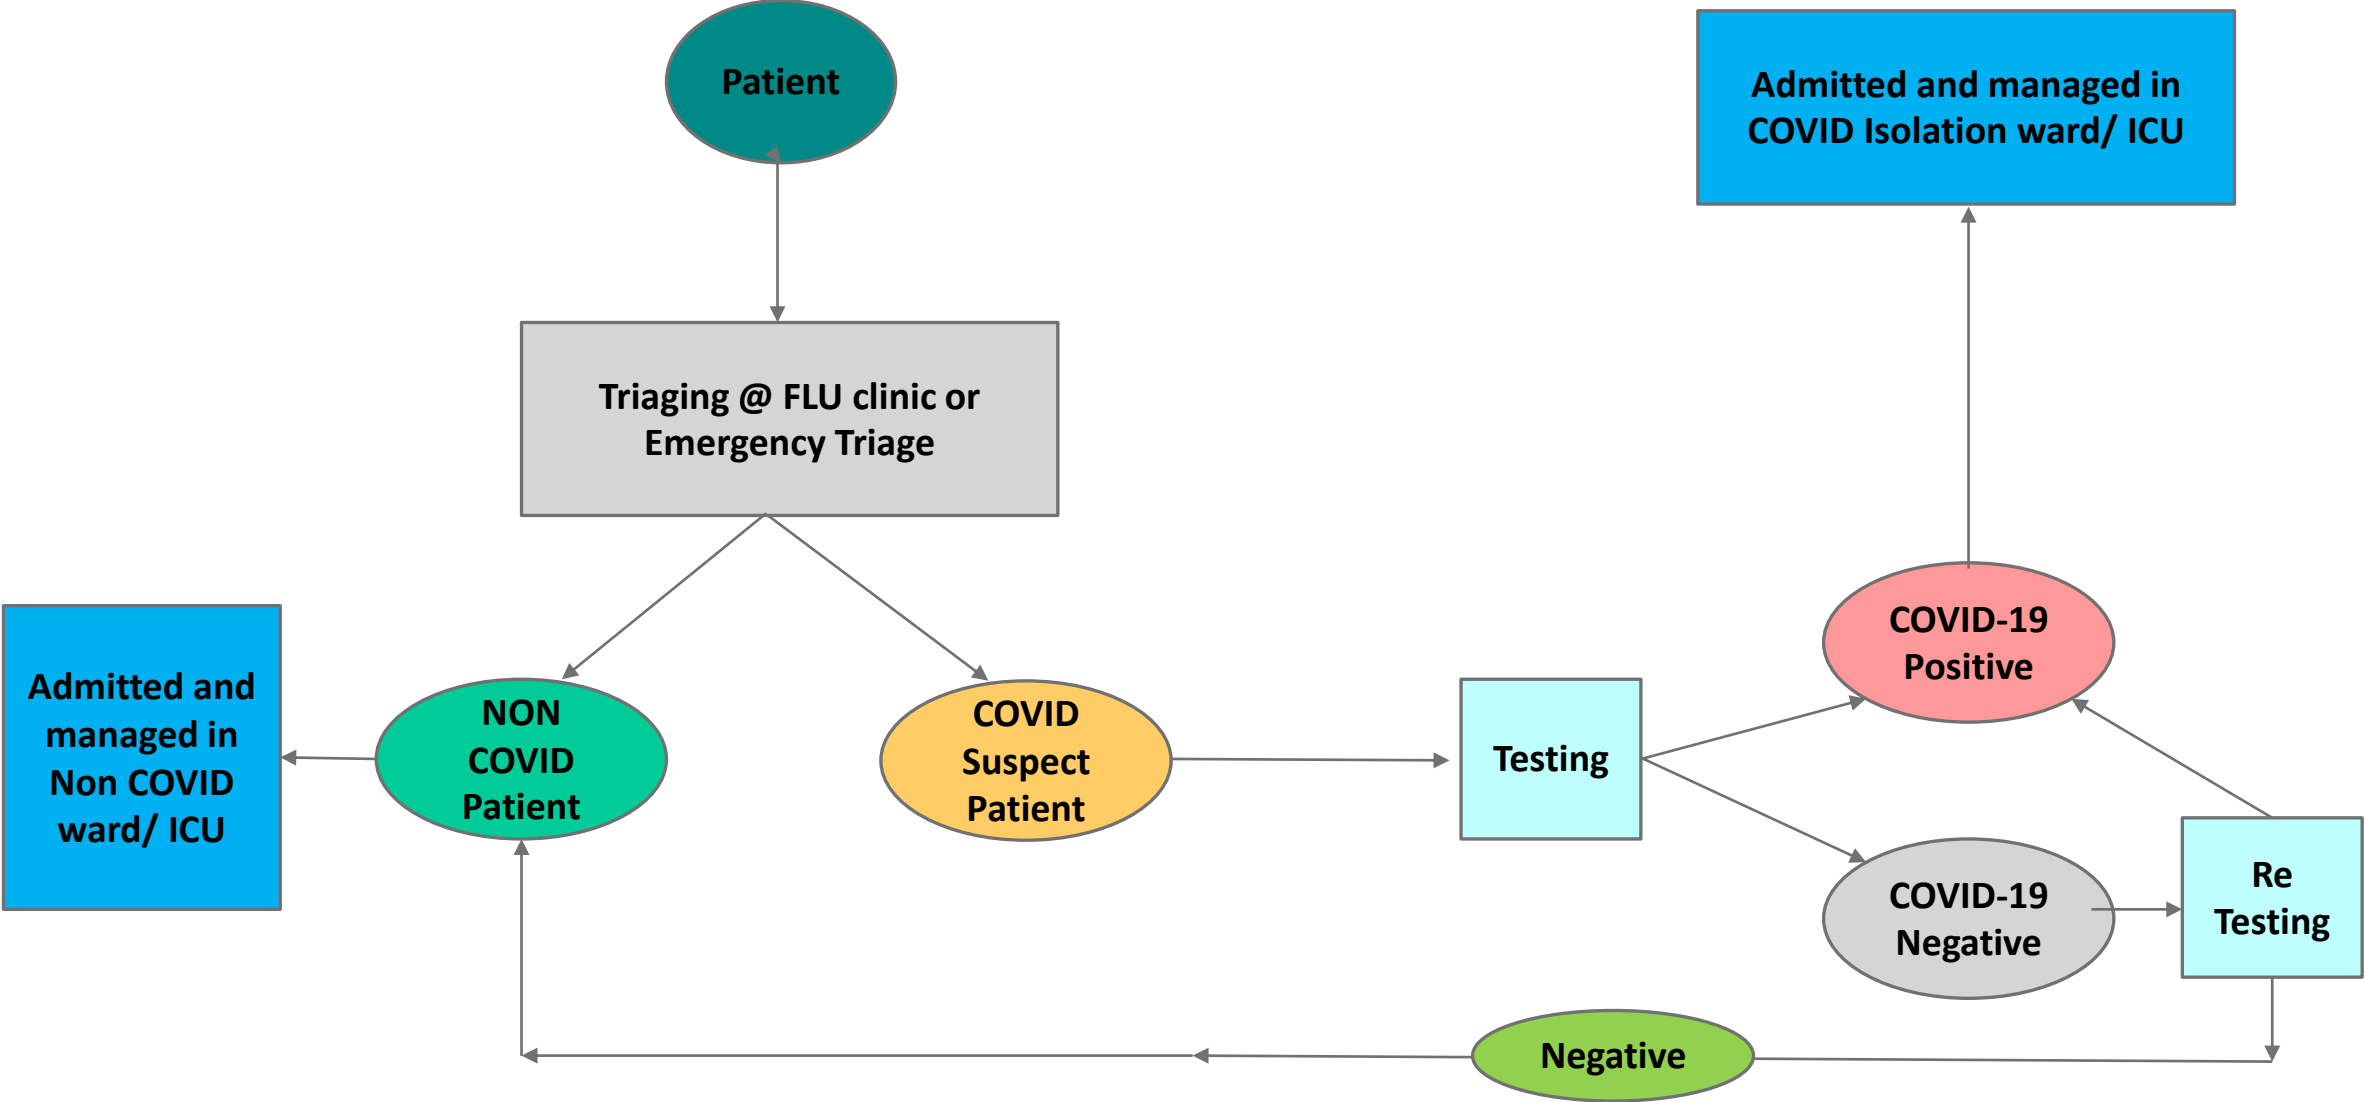 Patient
Admitted and managed in
COVID Isolation ward/ ICU
Triaging @ FLU clinic or
Emergency Triage
Admitted and
managed in
Non COVID
ward/ ICU
NON
COVID
Patient
COVID
Suspect
Patient
Testing
COVID-19
Positive
COVID-19
Negative
Re
Testing
Negative